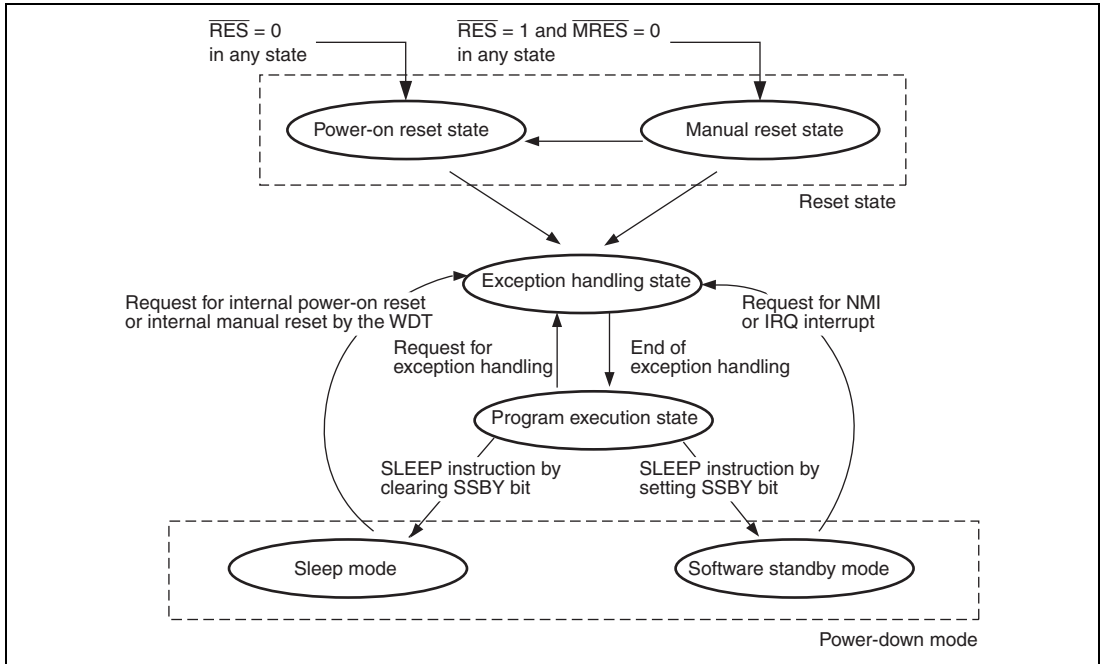 R̅E̅S̅ = 0
in any state
R̅E̅S̅ = 1 and M̅R̅E̅S̅ = 0
in any state
Power-on reset state
Manual reset state
Reset state
Exception handling state
Request for internal power-on reset
or internal manual reset by the WDT
Request for NMI
or IRQ interrupt
Request for
exception handling
End of
exception handling
Program execution state
SLEEP instruction by
clearing SSBY bit
SLEEP instruction by
setting SSBY bit
Sleep mode
Software standby mode
Power-down mode